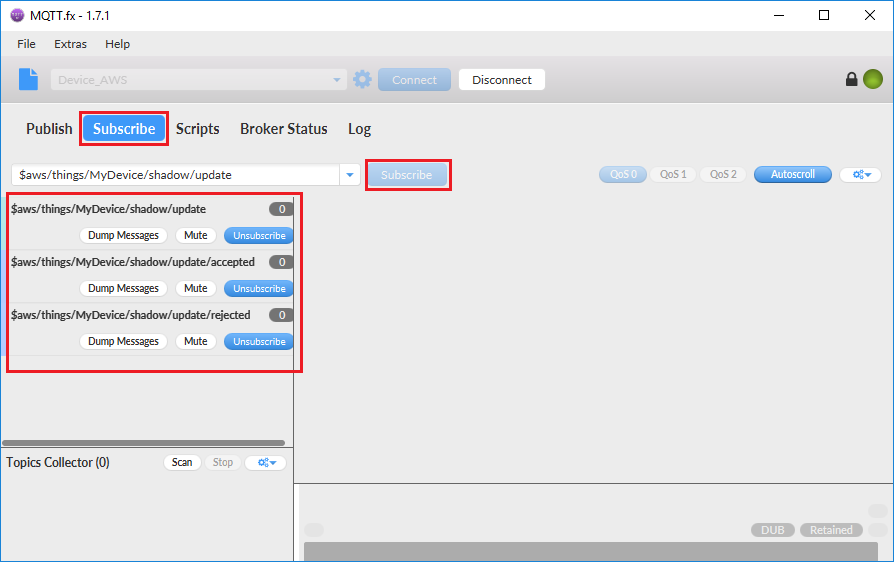 MQTT.fx - 1.7.1
File Extras Help
Device_AWS Connect Disconnect
Publish Subscribe Scripts Broker Status Log
$aws/things/MyDevice/shadow/update Subscribe QoS 0 QoS 1 QoS 2 Autoscroll
$aws/things/MyDevice/shadow/update 0
Dump Messages Mute Unsubscribe
$aws/things/MyDevice/shadow/update/accepted 0
Dump Messages Mute Unsubscribe
$aws/things/MyDevice/shadow/update/rejected 0
Dump Messages Mute Unsubscribe
Topics Collector (0) Scan Stop
DUB Retained